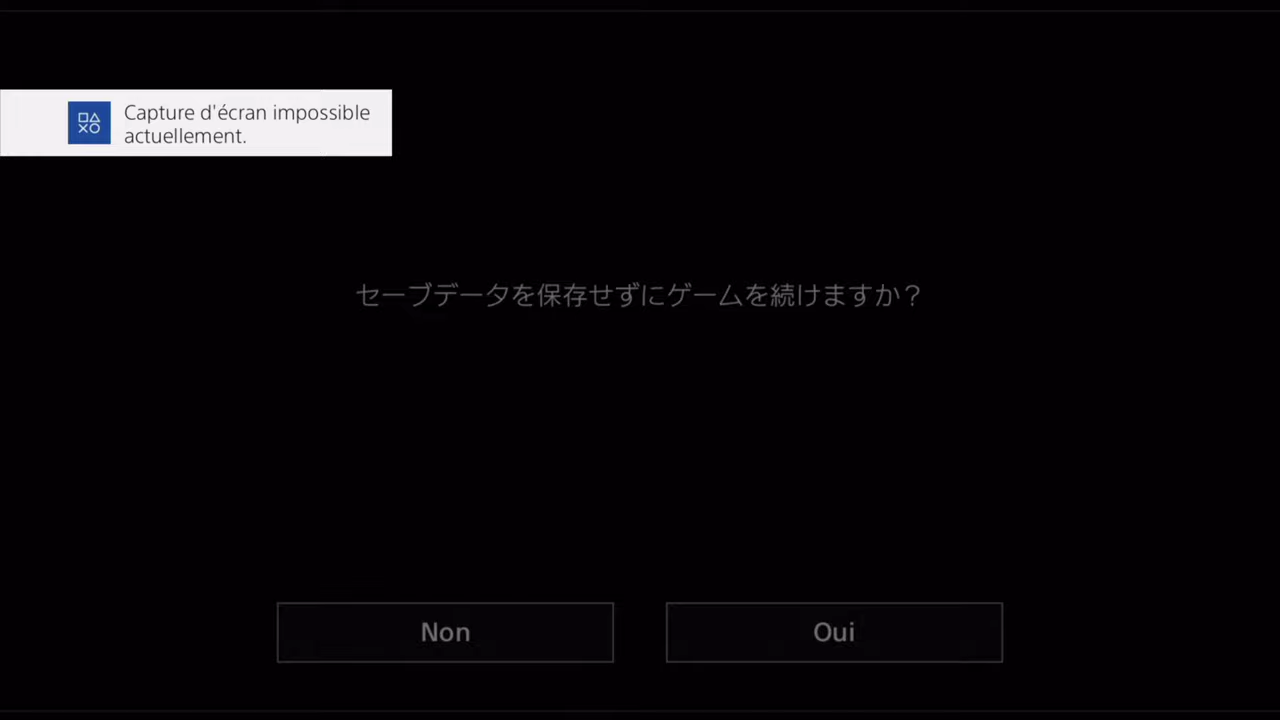 Capture d'écran impossible
actuellement.
セーブデータを保存せずにゲームを続けますか？
Non
Oui